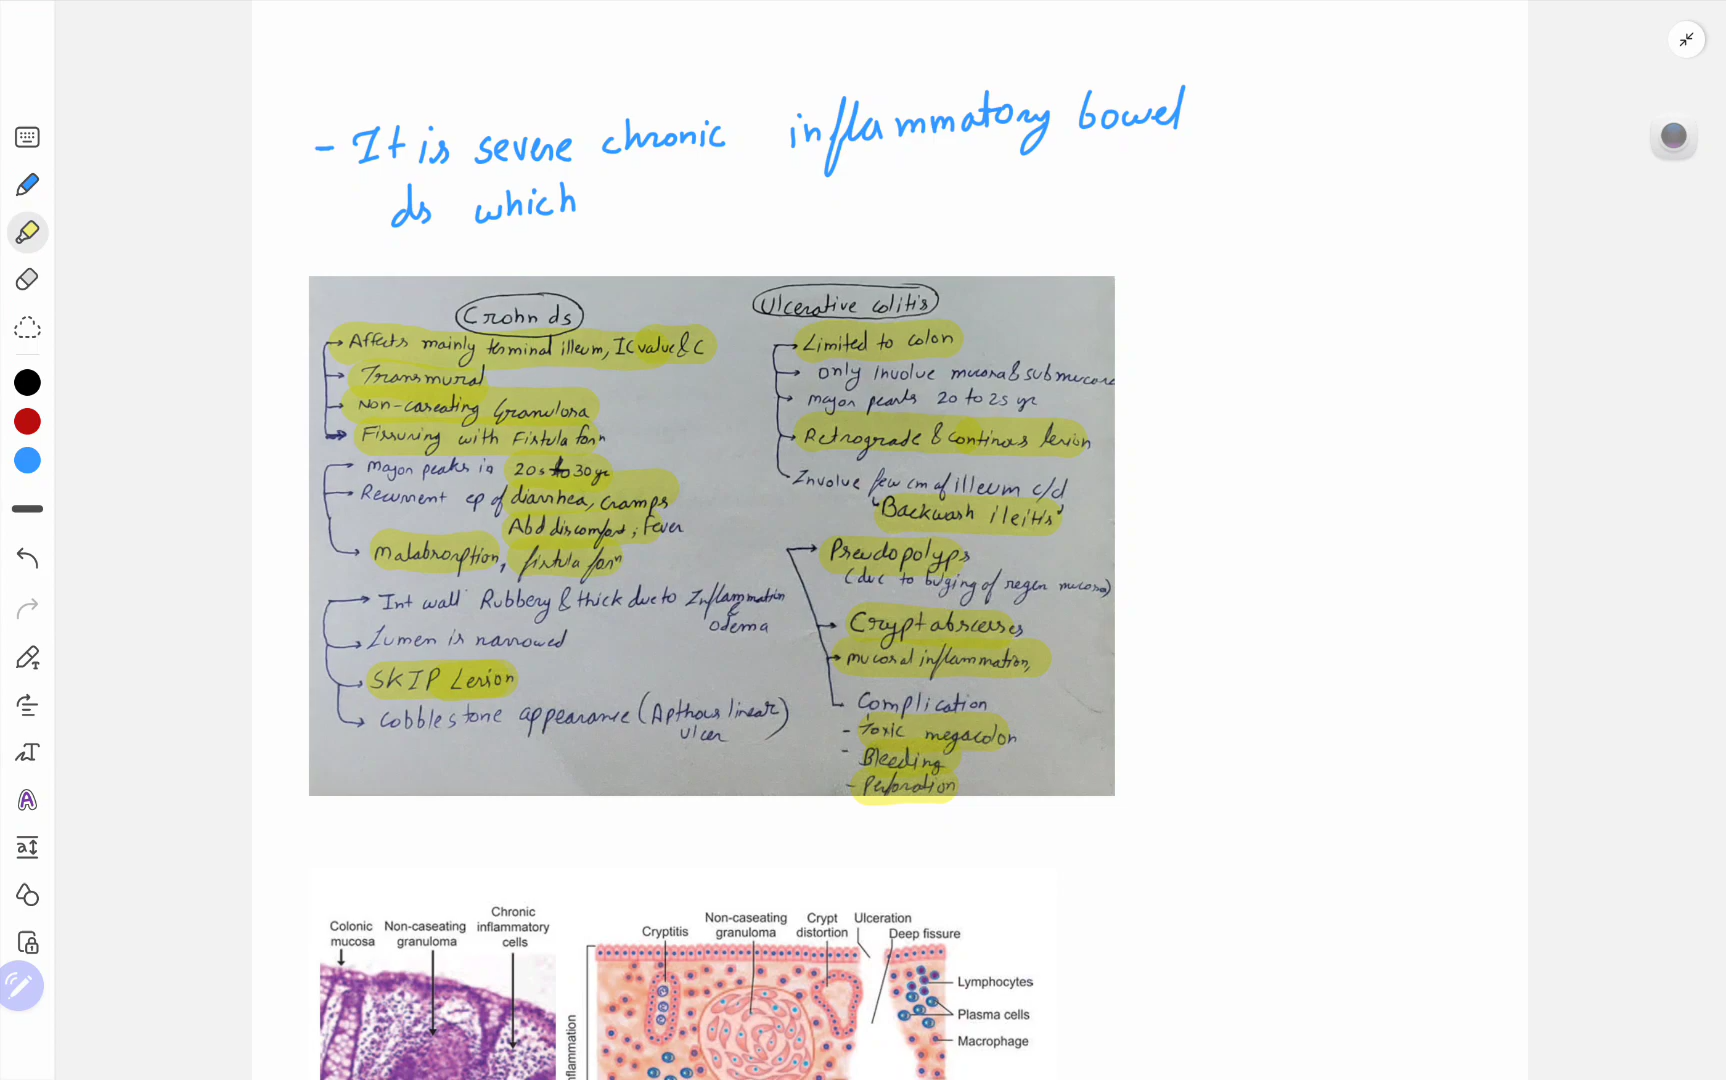 - It is severe chronic inflammatory bowel
ds which
Crohn ds
Affects mainly terminal illeum, IC value & C
Transmural
Non-caseating Granulosa
Fissuring with Fistula forⁿ
Major peaks in 20s to 30 yr
Recurrent ep of diarrhea, cramps
Abd discomfort, Fever
Malabsorption, fistula forⁿ
Int wall Rubbery & thick due to Inflammation
&
odema
Lumen is narrowed
SKIP Lesion
Cobblestone appearance (Apthous linear
ulcer)
Ulcerative colitis
Limited to colon
only involve mucosa & submucosa
Major pearks 20 to 25 yr
Retrograde & continous lesion
Involve few cm of illeum c/d
"Backwash ileitis"
Pseudopolyps
(due to bulging of regen mucosa)
Crypt abscesses
mucosal inflammation,
Complication
- Toxic megacolon
- Bleeding
- Perforation
Colonic
mucosa
Non-caseating
granuloma
Chronic
inflammatory
cells
Cryptitis
Non-caseating
granuloma
Crypt
distortion
Ulceration
Deep fissure
Lymphocytes
Plasma cells
Macrophage